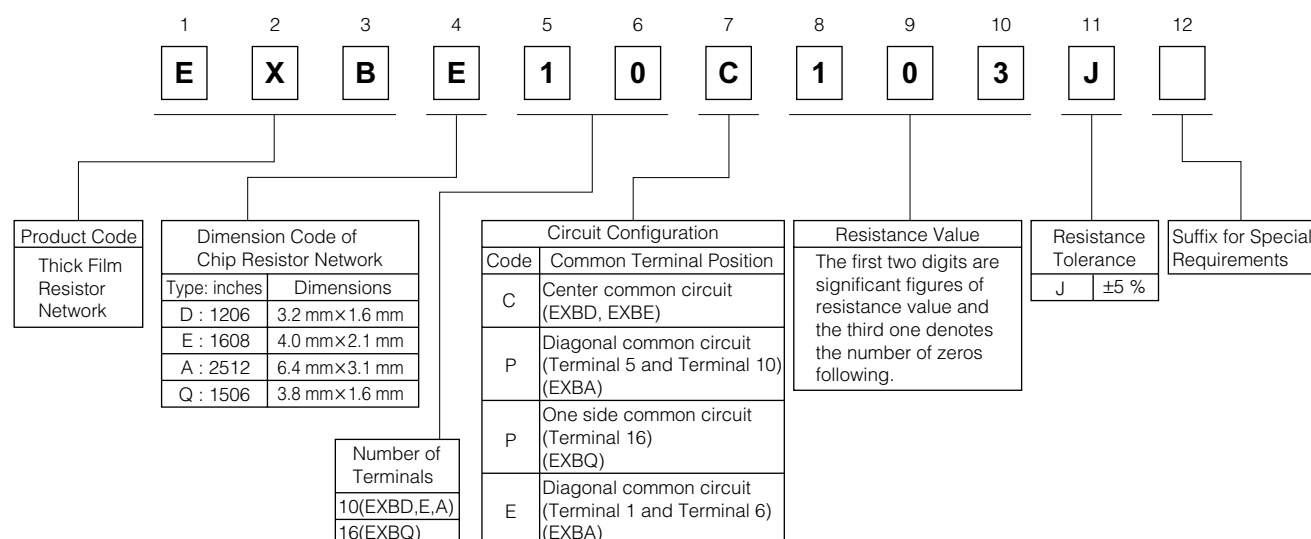 1 2 3 4 5 6 7 8 9 10 11 12
E X B E 1 0 C 1 0 3 J
Product Code
Thick Film
Resistor
Network
Dimension Code of
Chip Resistor Network
Type: inches Dimensions
D : 1206 3.2 mm×1.6 mm
E : 1608 4.0 mm×2.1 mm
A : 2512 6.4 mm×3.1 mm
Q : 1506 3.8 mm×1.6 mm
Number of
Terminals
10(EXBD,E,A)
16(EXBQ)
Circuit Configuration
Code Common Terminal Position
C Center common circuit
(EXBD, EXBE)
P Diagonal common circuit
(Terminal 5 and Terminal 10)
(EXBA)
P One side common circuit
(Terminal 16)
(EXBQ)
E Diagonal common circuit
(Terminal 1 and Terminal 6)
(EXBA)
Resistance Value
The first two digits are
significant figures of
resistance value and
the third one denotes
the number of zeros
following.
Resistance
Tolerance
J ±5 %
Suffix for Special
Requirements